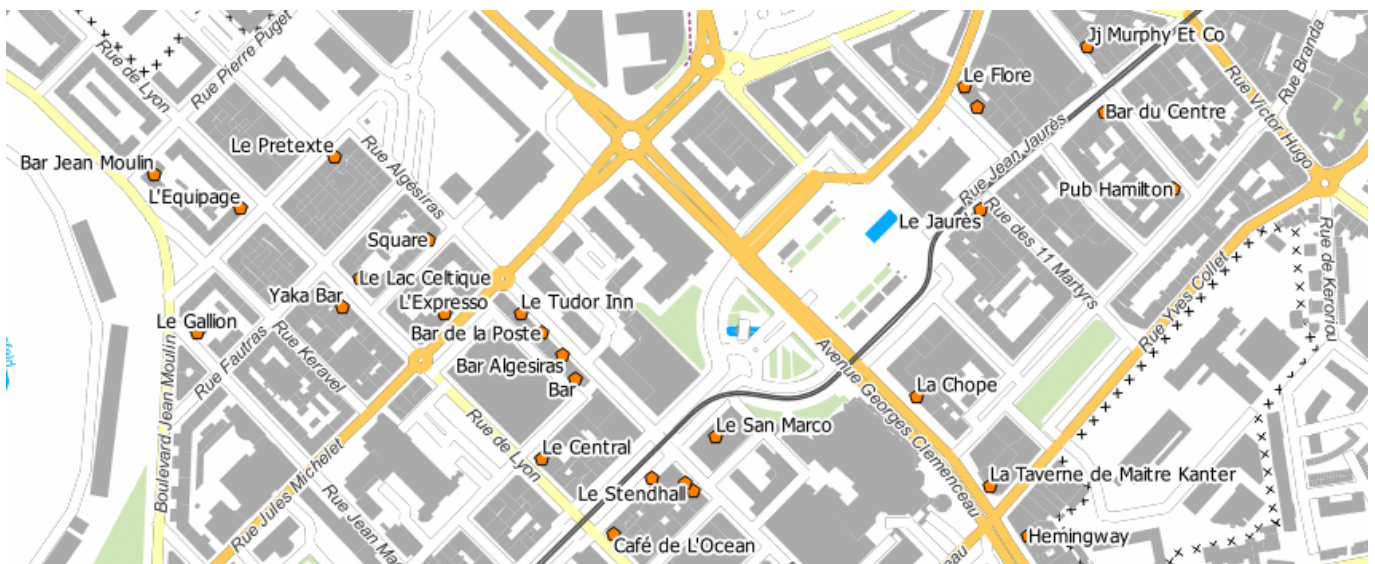 Jj Murphy Et Co
Rue Branda
Rue de Lyon
Rue Pierre Puget
Le Flore
Rue Victor Hugo
Bar du Centre
Le Pretexte
Rue Algésiras
Rue Jean Jaurès
Bar Jean Moulin
L'Equipage
Pub Hamilton
Le Jaurès
Rue des 11 Martyrs
Square
Rue de Keroriou
Le Lac Celtique
Yaka Bar
L'Expresso
Le Tudor Inn
Rue Yves Collet
Le Gallion
Bar de la Poste
Rue Fautras
Rue Keravel
Bar Algesiras
Bar
Boulevard Jean Moulin
Avenue Georges Clemenceau
La Chope
Le San Marco
Rue de Lyon
Le Central
Rue Jules Michelet
La Taverne de Maitre Kanter
Le Stendhall
Rue Jean Mac
Café de L'Ocean
Hemingway
eau